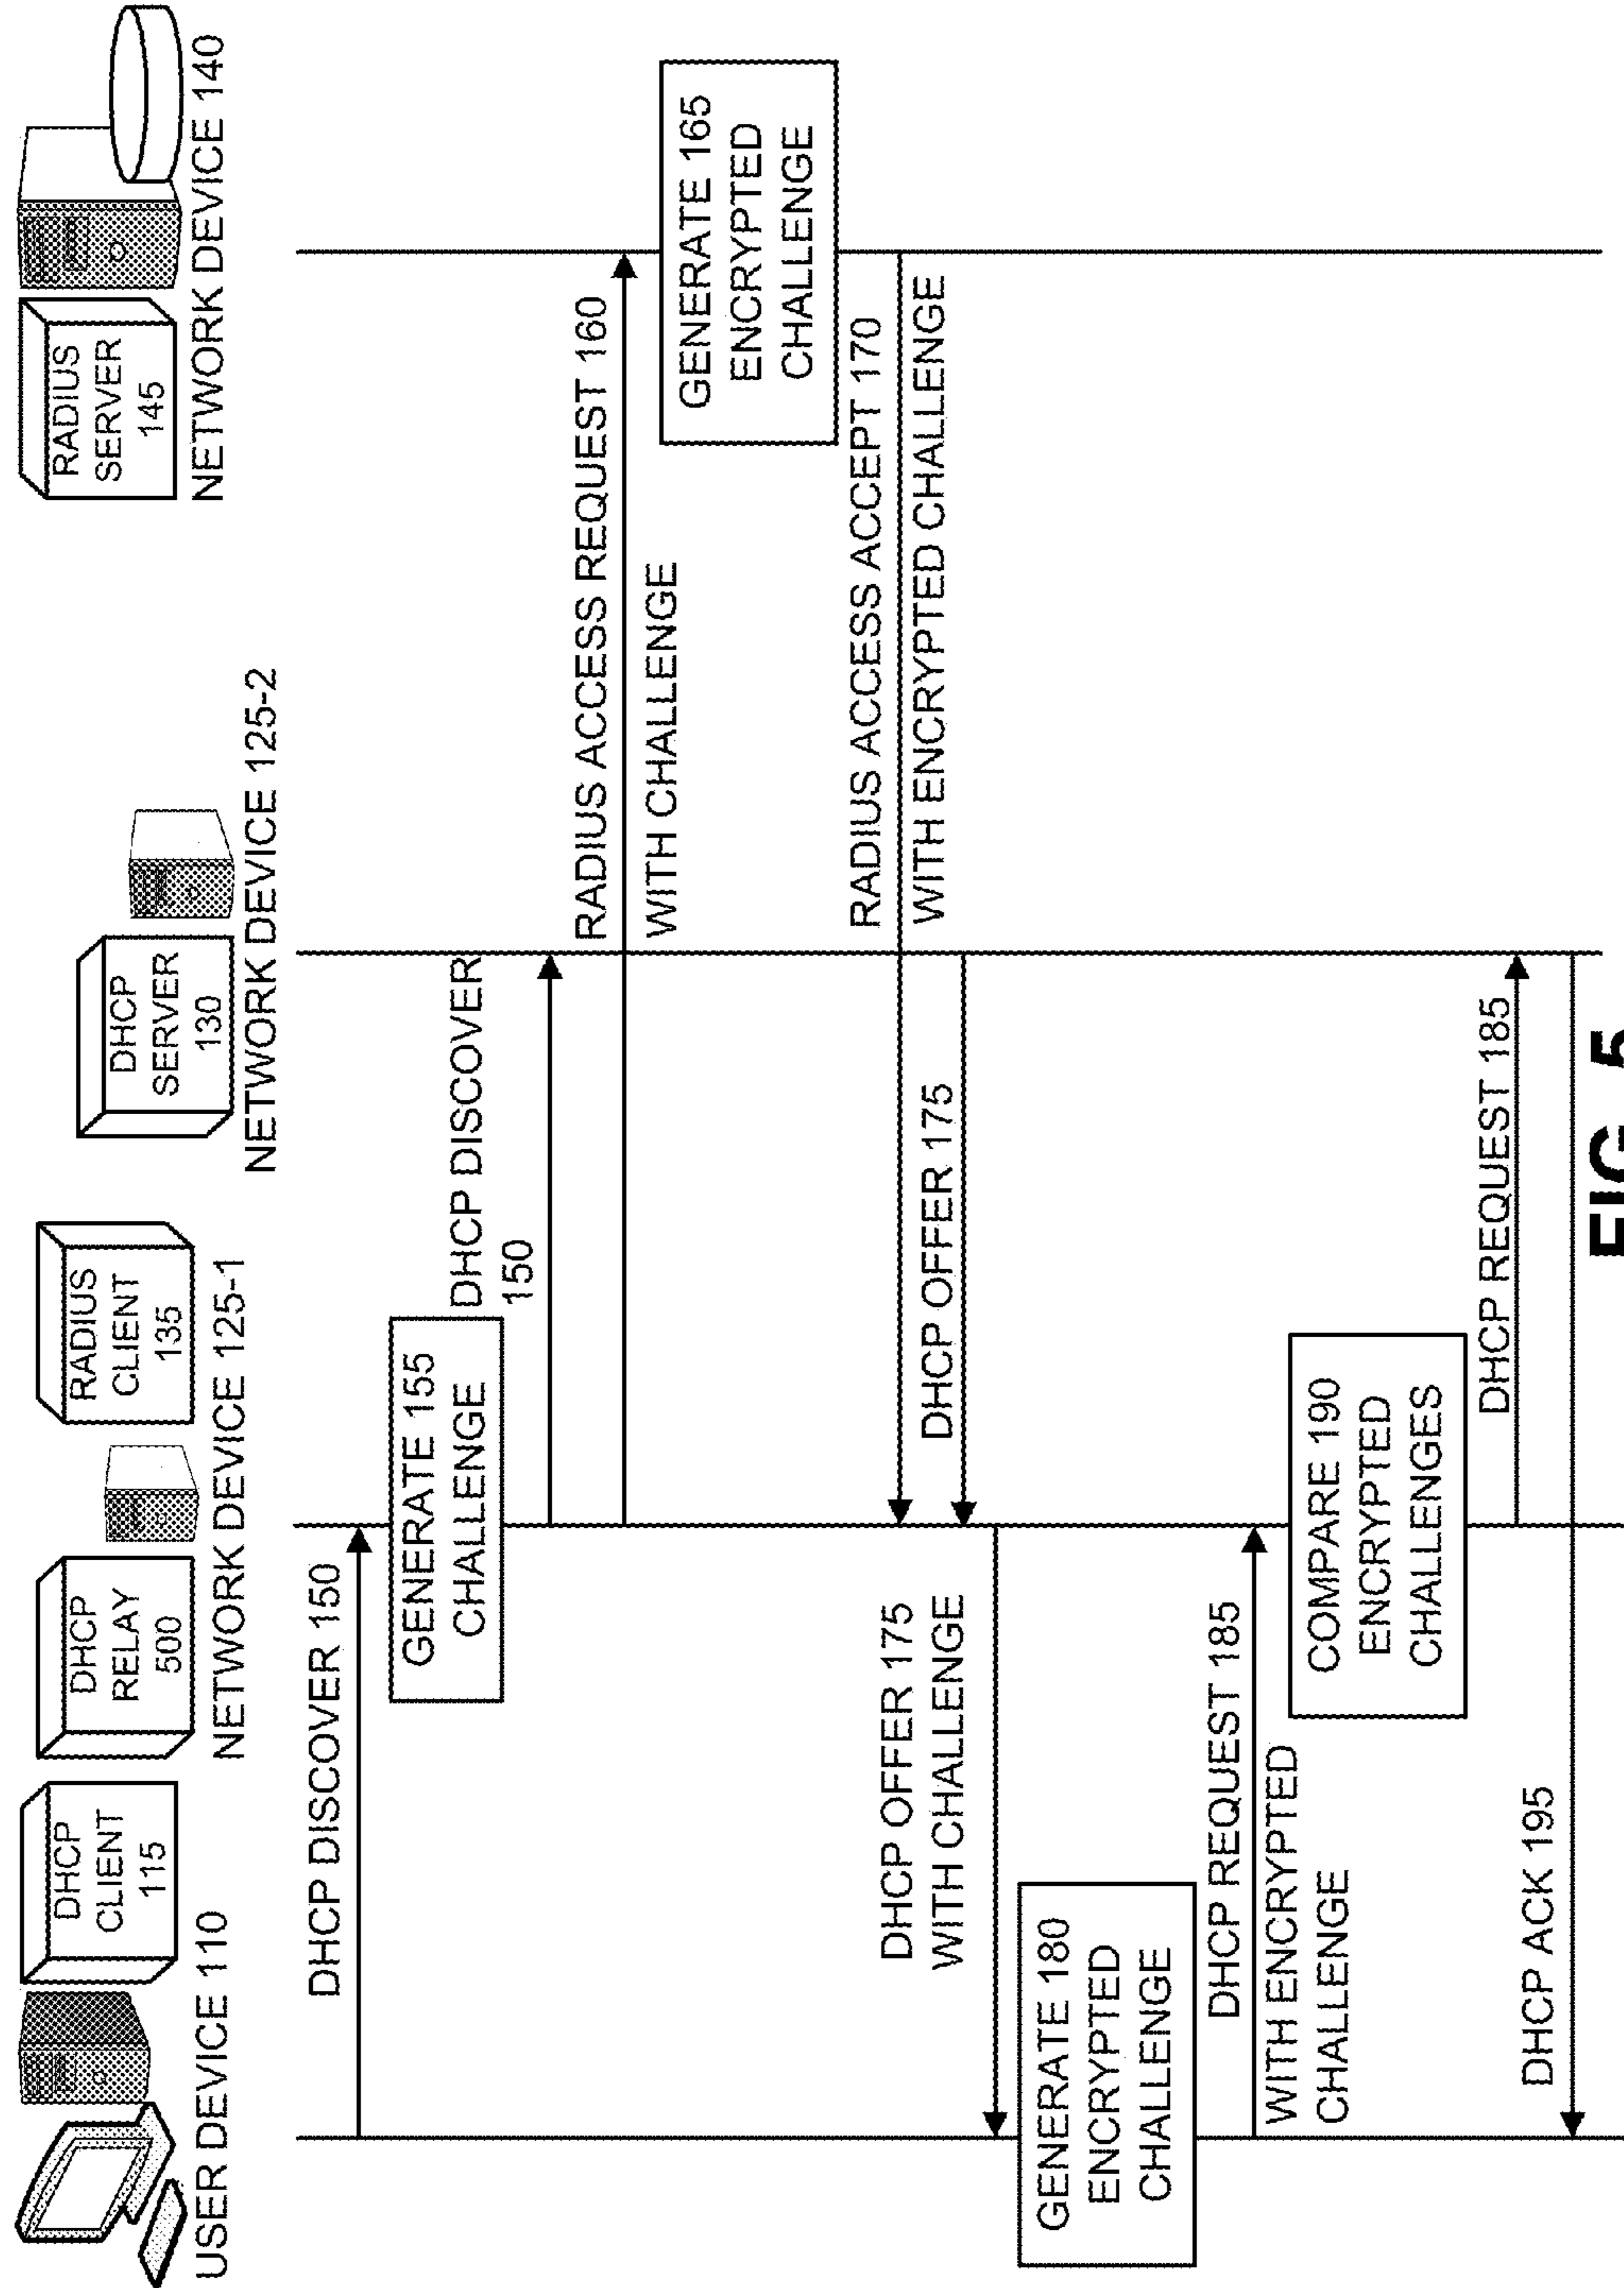 DHCP
CLIENT
115
USER DEVICE 110
DHCP
RELAY
500
RADIUS
CLIENT
135
NETWORK DEVICE 125-1
DHCP
SERVER
130
NETWORK DEVICE 125-2
RADIUS
SERVER
145
NETWORK DEVICE 140
DHCP DISCOVER 150
GENERATE 155
CHALLENGE
DHCP DISCOVER
150
RADIUS ACCESS REQUEST 160
WITH CHALLENGE
GENERATE 165
ENCRYPTED
CHALLENGE
RADIUS ACCESS ACCEPT 170
WITH ENCRYPTED CHALLENGE
DHCP OFFER 175
DHCP OFFER 175
WITH CHALLENGE
GENERATE 180
ENCRYPTED
CHALLENGE
DHCP REQUEST 185
WITH ENCRYPTED
CHALLENGE
COMPARE 190
ENCRYPTED
CHALLENGES
DHCP REQUEST 185
DHCP ACK 195
FIG. 5